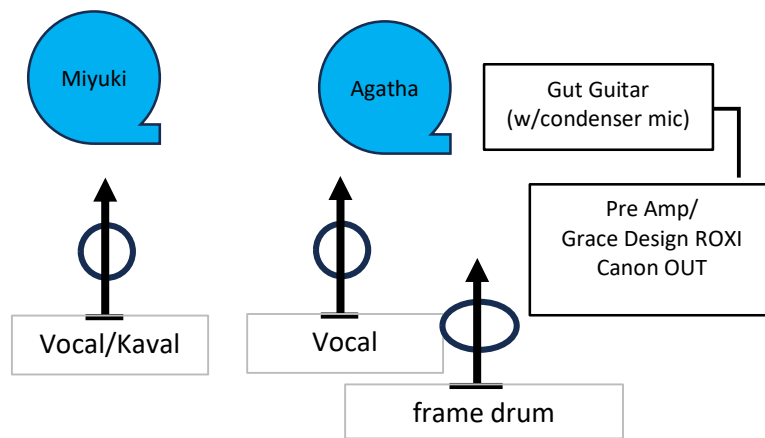 Miyuki
Agatha
Gut Guitar
(w/condenser mic)
Pre Amp/
Grace Design ROXI
Canon OUT
Vocal/Kaval
Vocal
frame drum